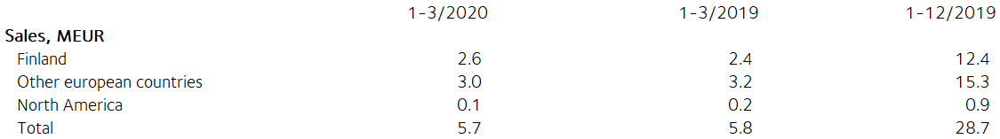 1-3/2020 1-3/2019 1-12/2019
Sales, MEUR
Finland 2.6 2.4 12.4
Other european countries 3.0 3.2 15.3
North America 0.1 0.2 0.9
Total 5.7 5.8 28.7